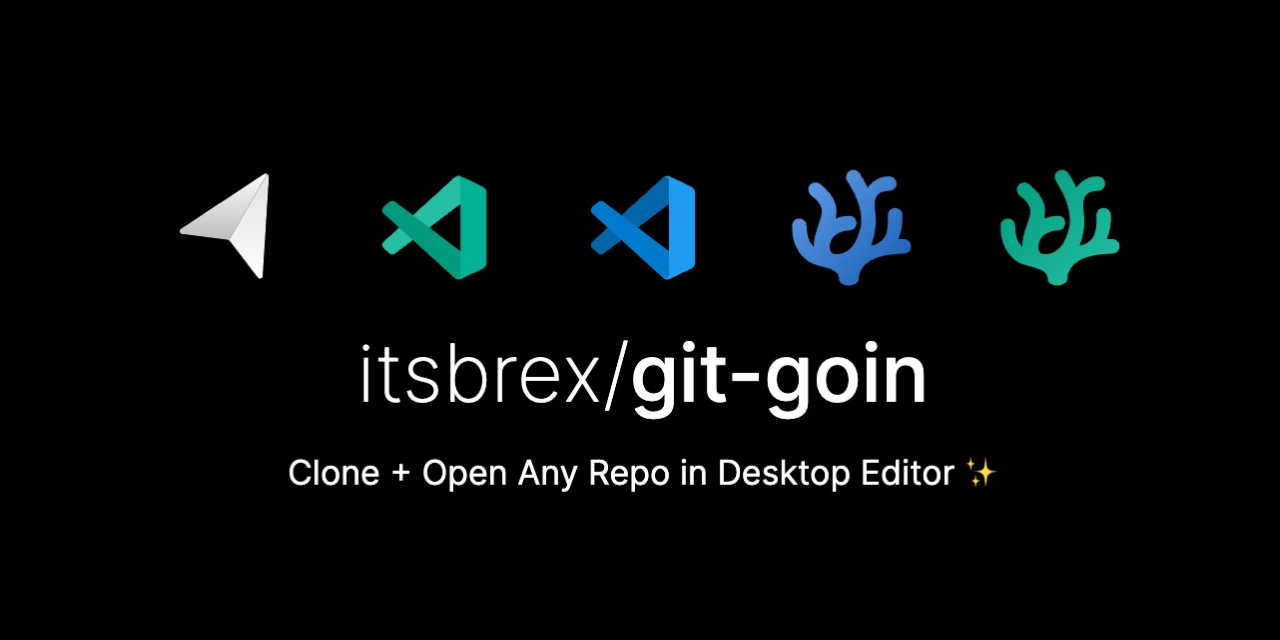 itsbrex/git-goin
Clone + Open Any Repo in Desktop Editor ✨